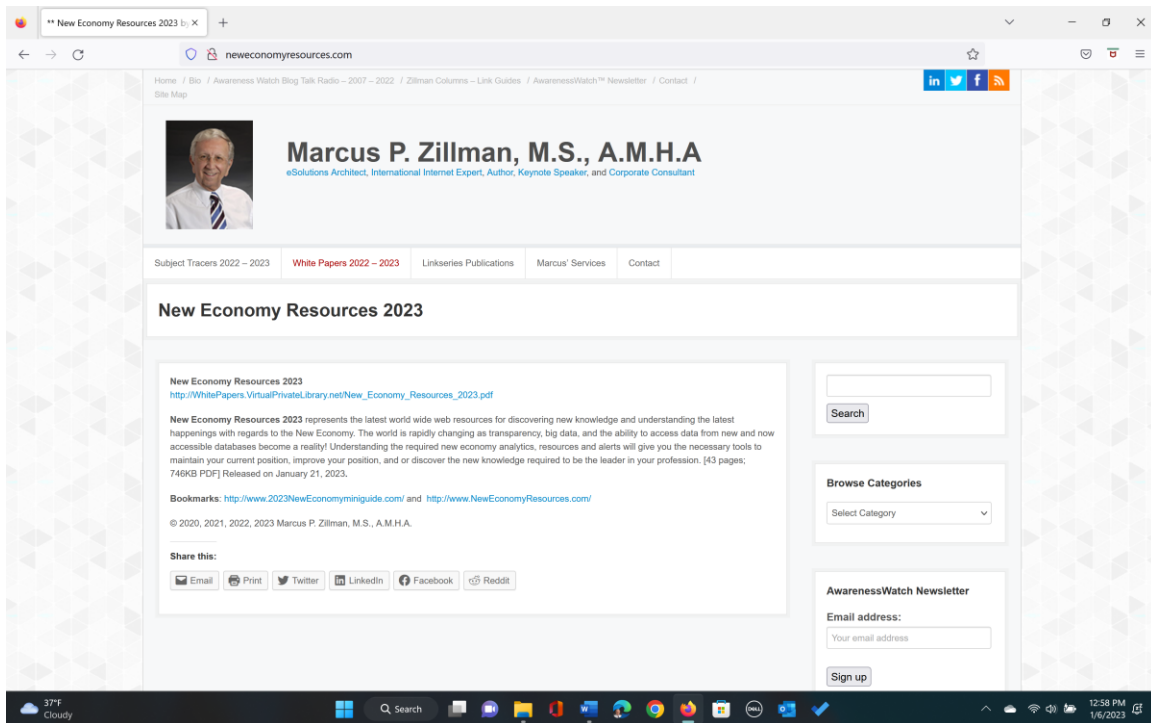 ** New Economy Resources 2023 by
neweconomyresources.com
Home / Bio / Awareness Watch Blog Talk Radio – 2007 – 2022 / Zillman Columns – Link Guides / AwarenessWatch™ Newsletter / Contact /
Site Map
Marcus P. Zillman, M.S., A.M.H.A
eSolutions Architect, International Internet Expert, Author, Keynote Speaker, and Corporate Consultant
Subject Tracers 2022 – 2023 White Papers 2022 – 2023 Linkseries Publications Marcus' Services Contact
New Economy Resources 2023
New Economy Resources 2023
http://WhitePapers.VirtualPrivateLibrary.net/New_Economy_Resources_2023.pdf
New Economy Resources 2023 represents the latest world wide web resources for discovering new knowledge and understanding the latest
happenings with regards to the New Economy. The world is rapidly changing as transparency, big data, and the ability to access data from new and now
accessible databases become a reality! Understanding the required new economy analytics, resources and alerts will give you the necessary tools to
maintain your current position, improve your position, and or discover the new knowledge required to be the leader in your profession. [43 pages;
746KB PDF] Released on January 21, 2023.
Bookmarks: http://www.2023NewEconomyminiguide.com/ and http://www.NewEconomyResources.com/
© 2020, 2021, 2022, 2023 Marcus P. Zillman, M.S., A.M.H.A.
Share this:
Email Print Twitter LinkedIn Facebook Reddit
Search
Browse Categories
Select Category
AwarenessWatch Newsletter
Email address:
Your email address
Sign up
37°F
Cloudy
Search
DELL
12:58 PM
1/6/2023